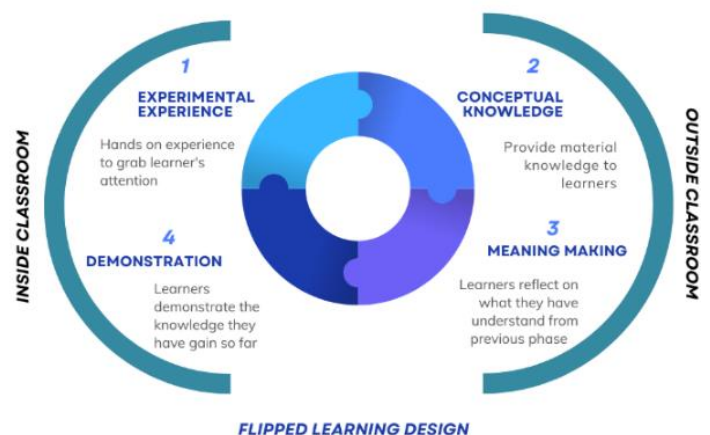 INSIDE CLASSROOM
1
EXPERIMENTAL
EXPERIENCE
Hands on experience
to grab learner's
attention
2
CONCEPTUAL
KNOWLEDGE
Provide material
knowledge to
learners
3
MEANING MAKING
Learners reflect on
what they have
understand from
previous phase
4
DEMONSTRATION
Learners
demonstrate the
knowledge they
have gain so far
OUTSIDE CLASSROOM
FLIPPED LEARNING DESIGN